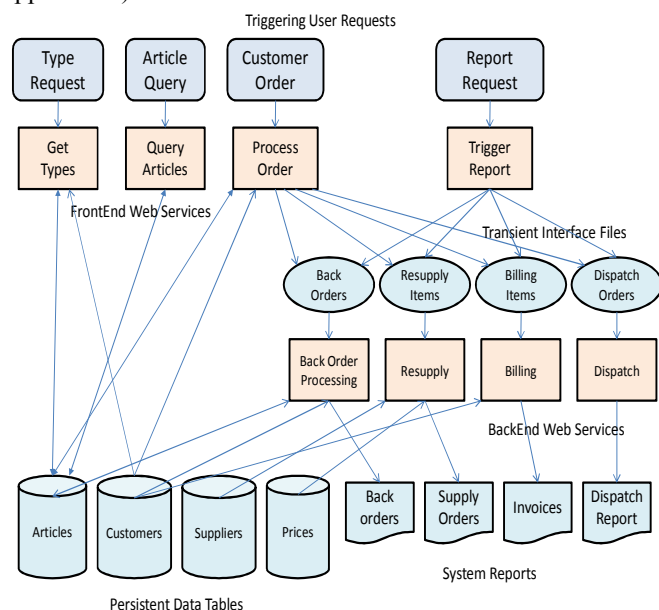 Triggering User Requests
Type
Request
Article
Query
Customer
Order
Report
Request
Get
Types
Query
Articles
Process
Order
Trigger
Report
FrontEnd Web Services
Transient Interface Files
Back
Orders
Resupply
Items
Billing
Items
Dispatch
Orders
Back Order
Processing
Resupply
Billing
Dispatch
BackEnd Web Services
Articles
Customers
Suppliers
Prices
Back
orders
Supply
Orders
Invoices
Dispatch
Report
System Reports
Persistent Data Tables